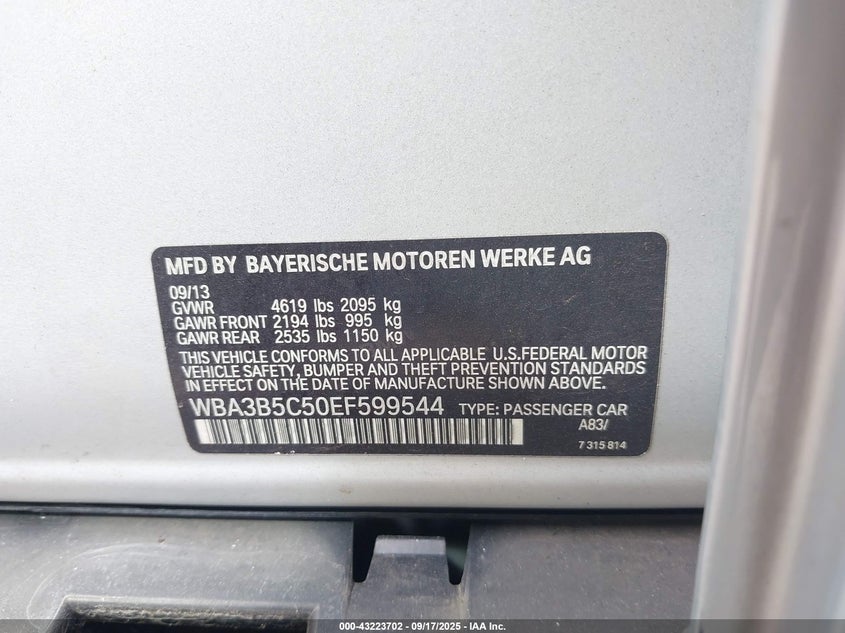 MFD BY BAYERISCHE MOTOREN WERKE AG
09/13
GVWR 4619 lbs 2095 kg
GAWR FRONT 2194 lbs 995 kg
GAWR REAR 2535 lbs 1150 kg
THIS VEHICLE CONFORMS TO ALL APPLICABLE U.S.FEDERAL MOTOR
VEHICLE SAFETY, BUMPER AND THEFT PREVENTION STANDARDS
IN EFFECT ON THE DATE OF MANUFACTURE SHOWN ABOVE.
WBA3B5C50EF599544 TYPE: PASSENGER CAR
A83/
7 315 814
000-43223702 - 09/17/2025 - IAA Inc.